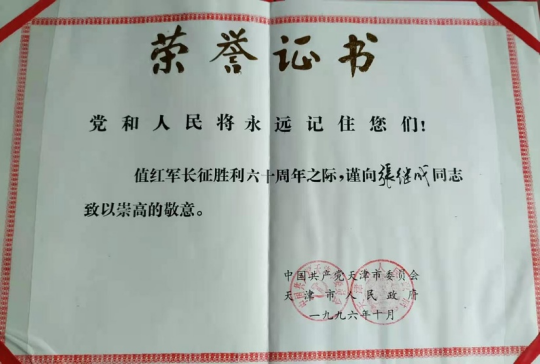 荣誉证书
党和人民将永远记住您们!
值红军长征胜利六十周年之际,谨向張继成同志
致以崇高的敬意。
中国共产党天津市委员会
天津市人民政府
一九九六年十月